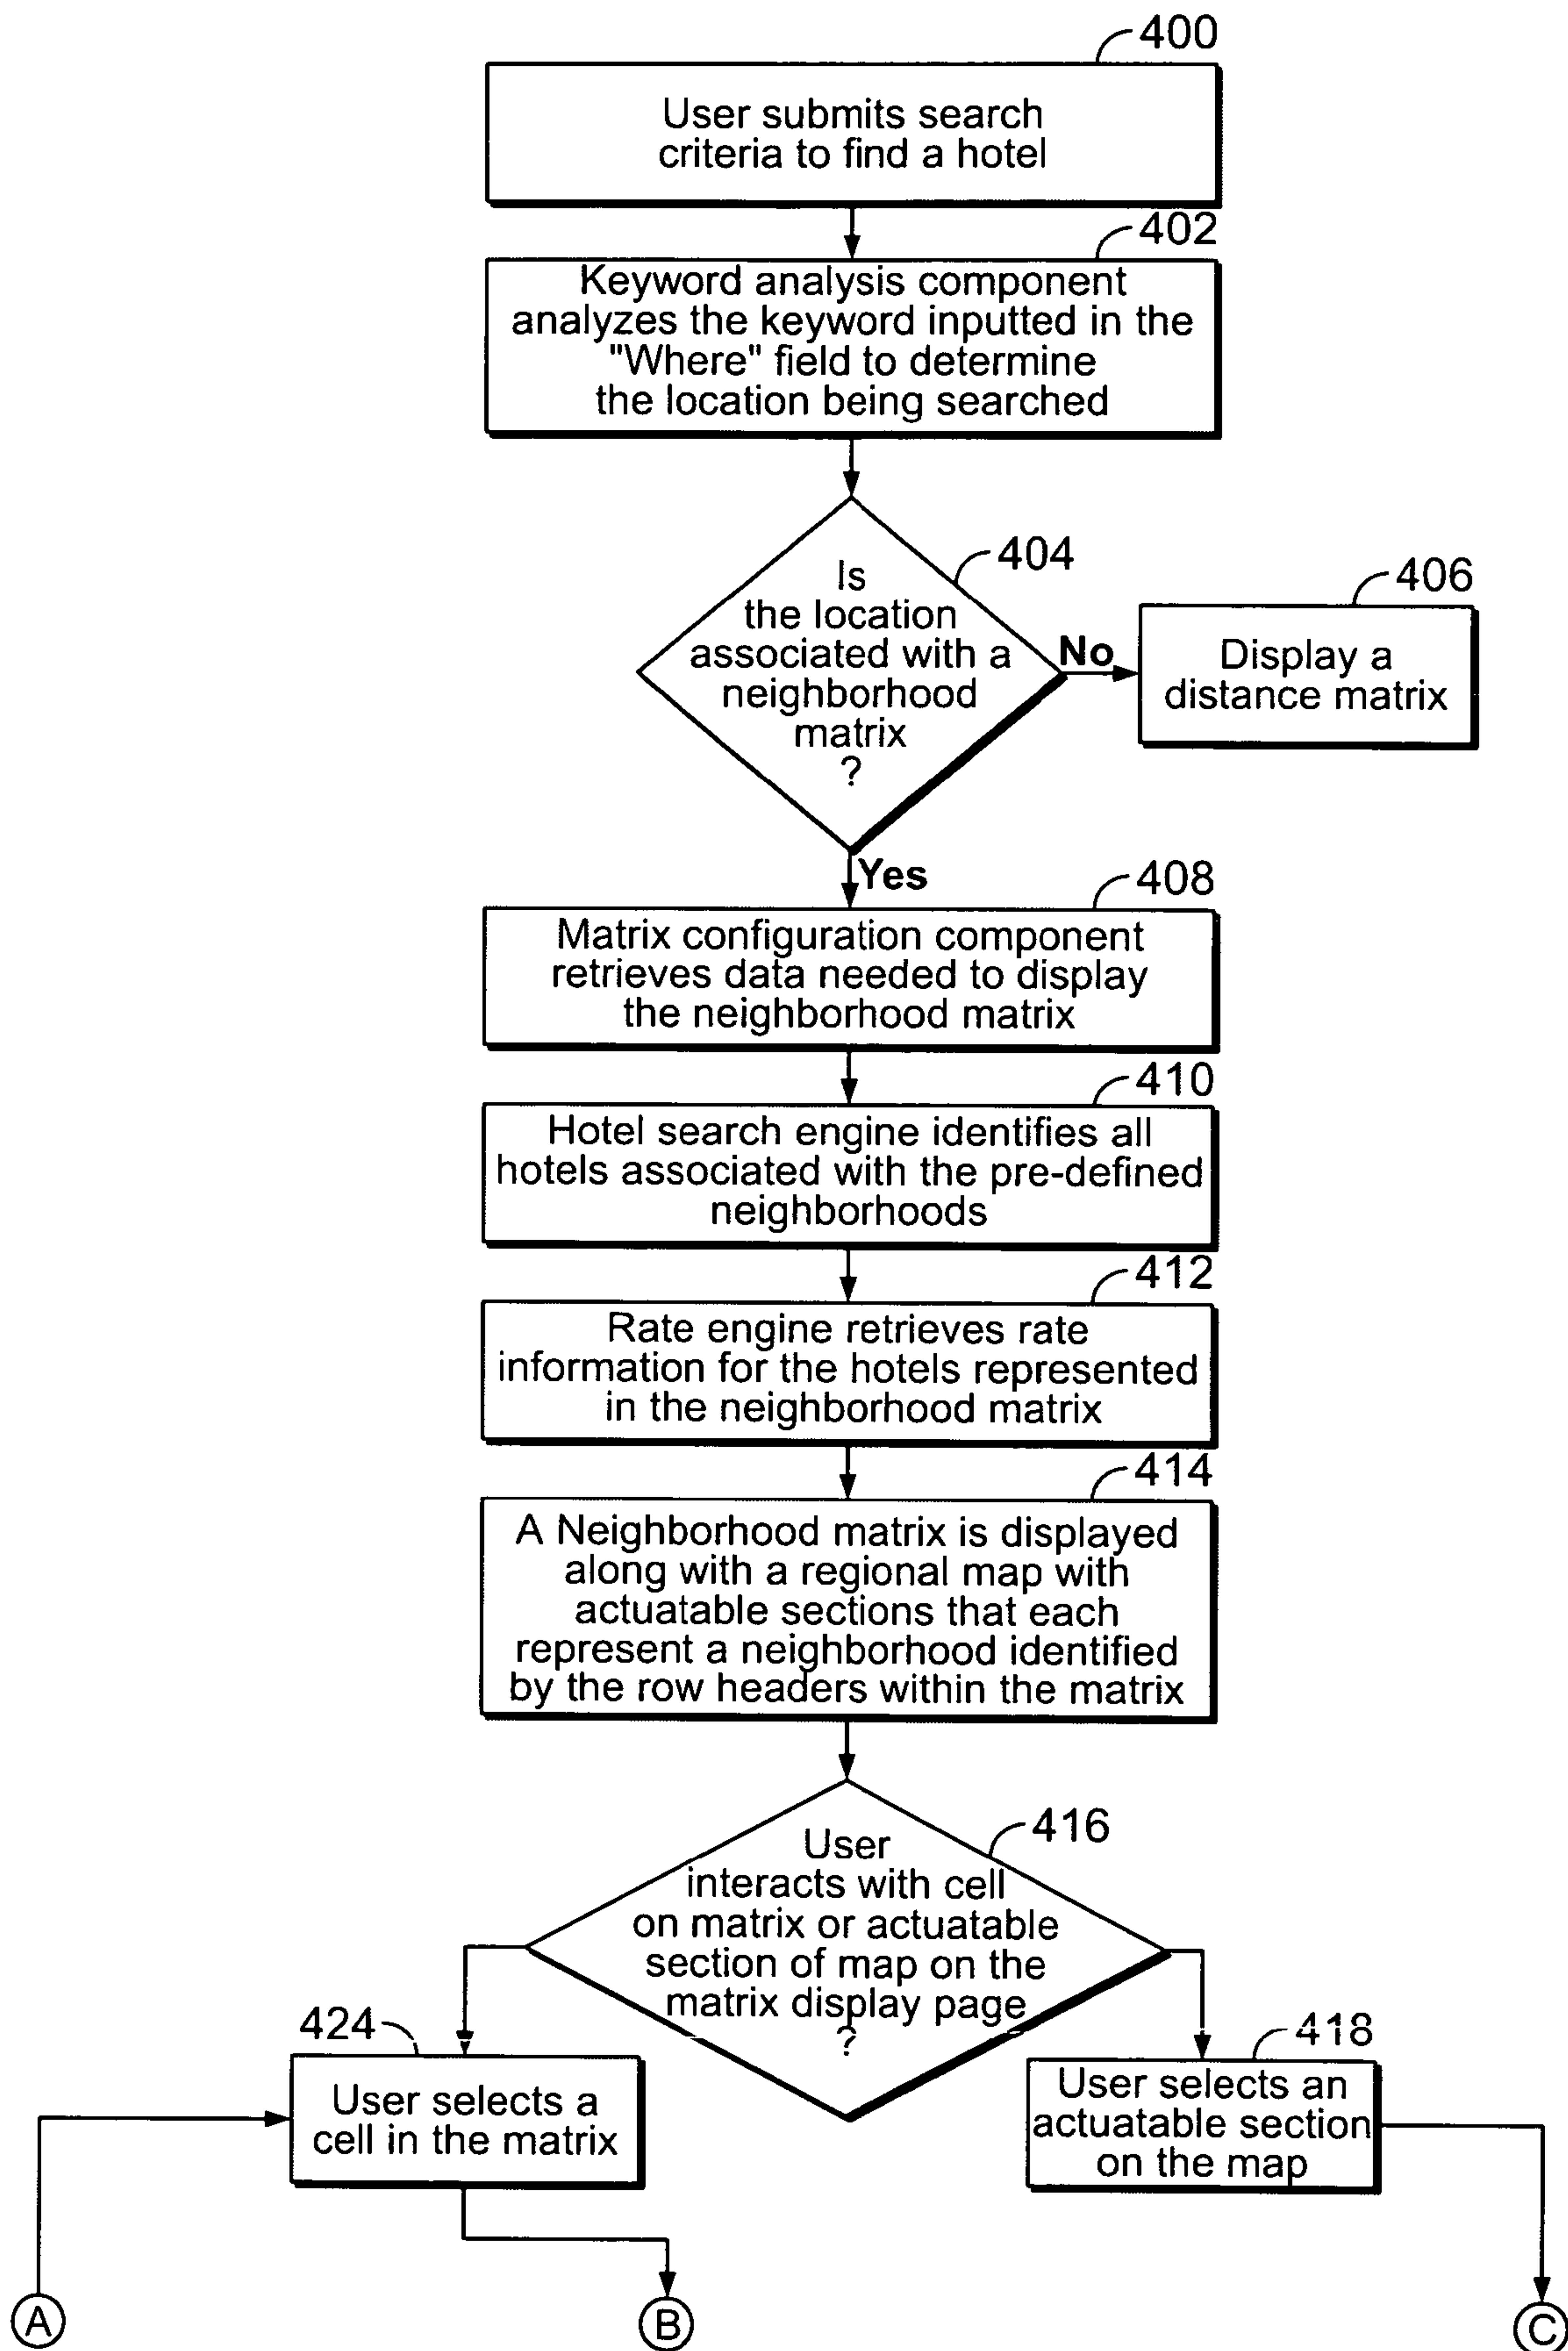 400
User submits search
criteria to find a hotel
402
Keyword analysis component
analyzes the keyword inputted in the
"Where" field to determine
the location being searched
404
Is
the location
associated with a
neighborhood
matrix
?
No
406
Display a
distance matrix
Yes
408
Matrix configuration component
retrieves data needed to display
the neighborhood matrix
410
Hotel search engine identifies all
hotels associated with the pre-defined
neighborhoods
412
Rate engine retrieves rate
information for the hotels represented
in the neighborhood matrix
414
A Neighborhood matrix is displayed
along with a regional map with
actuatable sections that each
represent a neighborhood identified
by the row headers within the matrix
416
User
interacts with cell
on matrix or actuatable
section of map on the
matrix display page
?
424
User selects a
cell in the matrix
418
User selects an
actuatable section
on the map
A
B
C